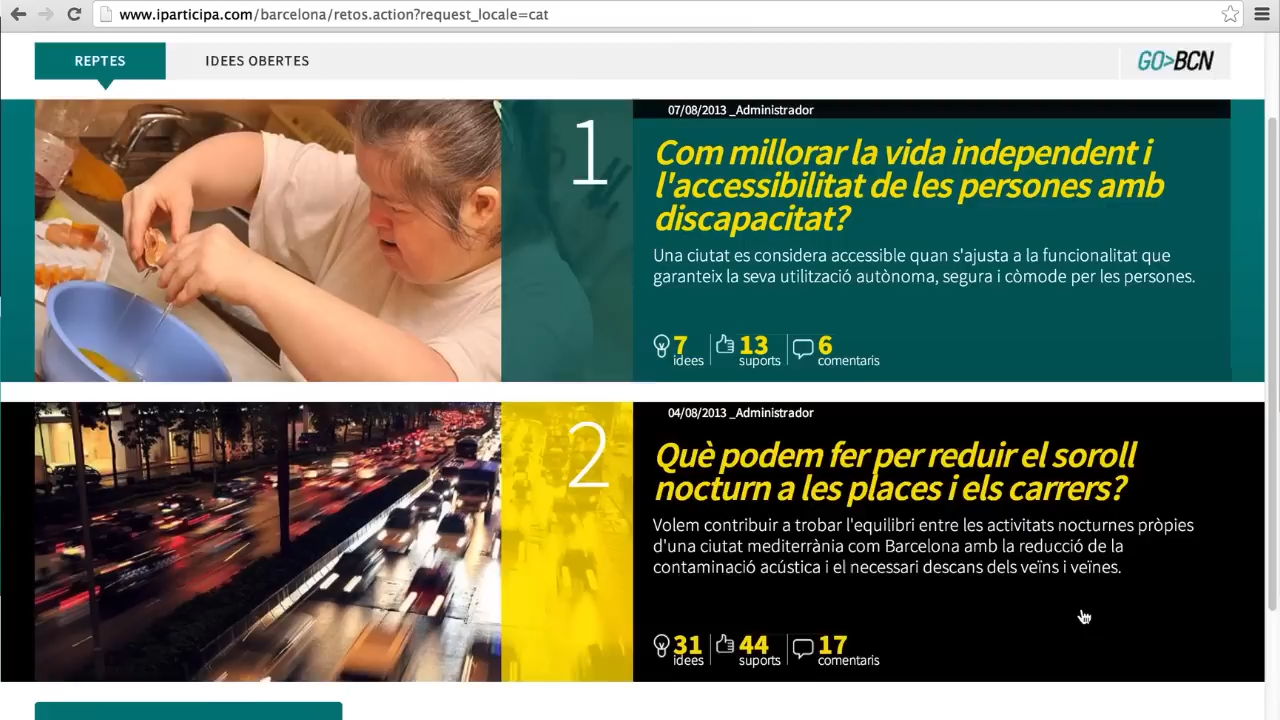 www.iparticipa.com/barcelona/retos.action?request_locale=cat
REPTES
IDEES OBERTES
GO>BCN
1
07/08/2013 _Administrador
Com millorar la vida independent i
l'accessibilitat de les persones amb
discapacitat?
Una ciutat es considera accessible quan s'ajusta a la funcionalitat que
garanteix la seva utilització autònoma, segura i còmode per les persones.
7 idees
13 suports
6 comentaris
2
04/08/2013 _Administrador
Què podem fer per reduir el soroll
nocturn a les places i els carrers?
Volem contribuir a trobar l'equilibri entre les activitats nocturnes pròpies
d'una ciutat mediterrània com Barcelona amb la reducció de la
contaminació acústica i el necessari descans dels veïns i veïnes.
31 idees
44 suports
17 comentaris